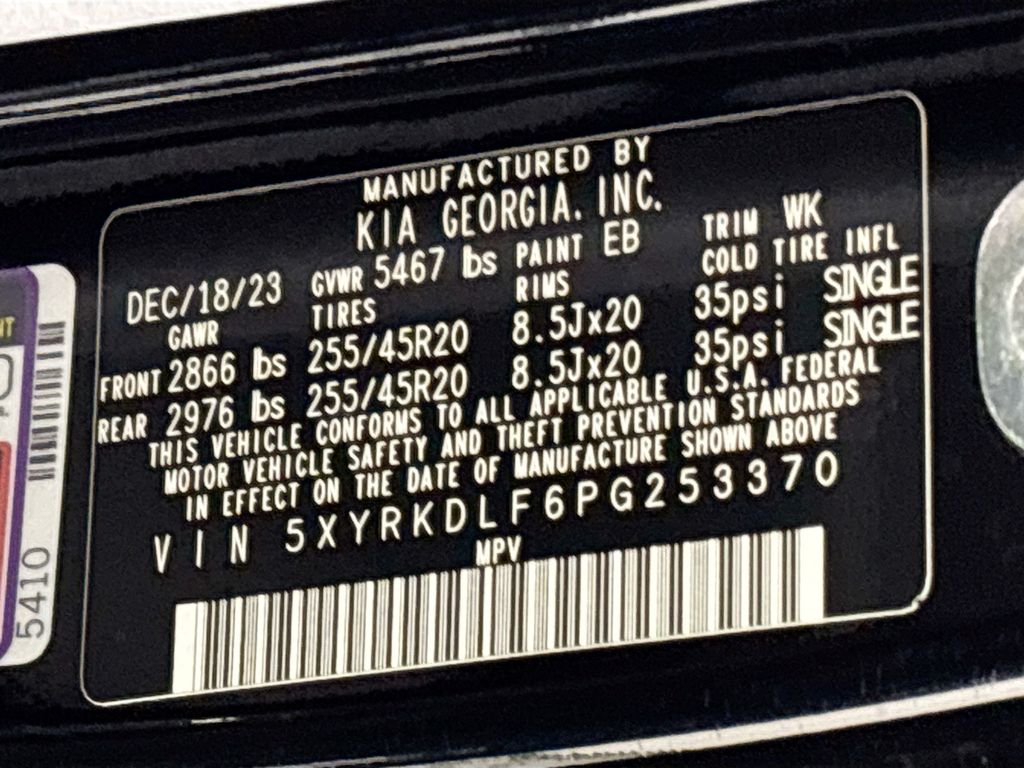 MANUFACTURED BY
KIA GEORGIA. INC.
DEC/18/23 GVWR 5467 lbs PAINT EB TRIM WK
GAWR TIRES RIMS COLD TIRE INFL
FRONT 2866 lbs 255/45R20 8.5Jx20 35psi SINGLE
REAR 2976 lbs 255/45R20 8.5Jx20 35psi SINGLE
THIS VEHICLE CONFORMS TO ALL APPLICABLE U.S.A. FEDERAL
MOTOR VEHICLE SAFETY AND THEFT PREVENTION STANDARDS
IN EFFECT ON THE DATE OF MANUFACTURE SHOWN ABOVE
VIN 5XYRKDLF6PG253370
MPV
5410